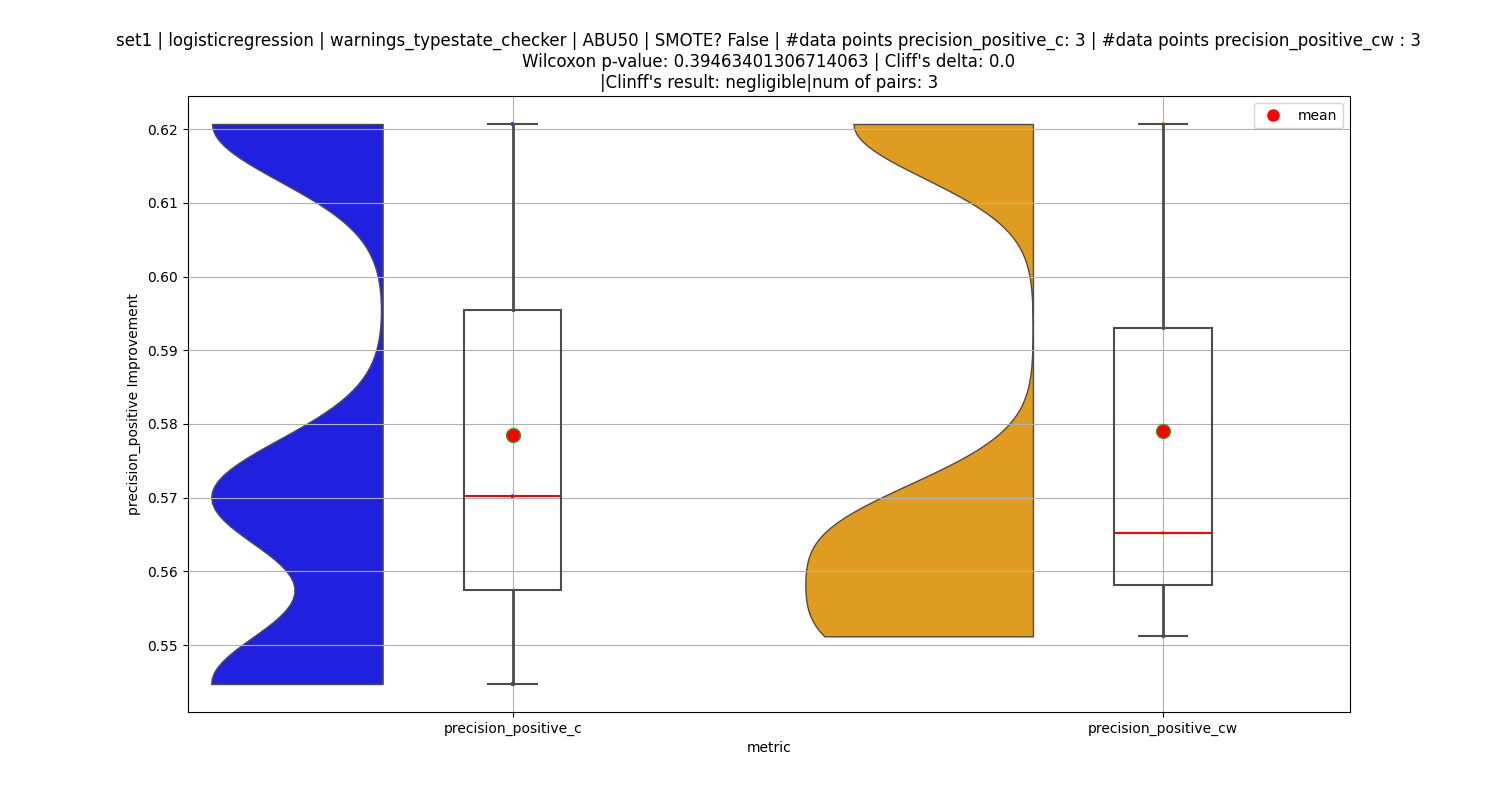 set1 | logisticregression | warnings_typestate_checker | ABU50 | SMOTE? False | #data points precision_positive_c: 3 | #data points precision_positive_cw : 3
Wilcoxon p-value: 0.39463401306714063 | Cliff's delta: 0.0
|Clinff's result: negligible|num of pairs: 3
mean
0.62
0.61
0.60
0.59
0.58
0.57
0.56
0.55
precision_positive Improvement
precision_positive_c
precision_positive_cw
metric